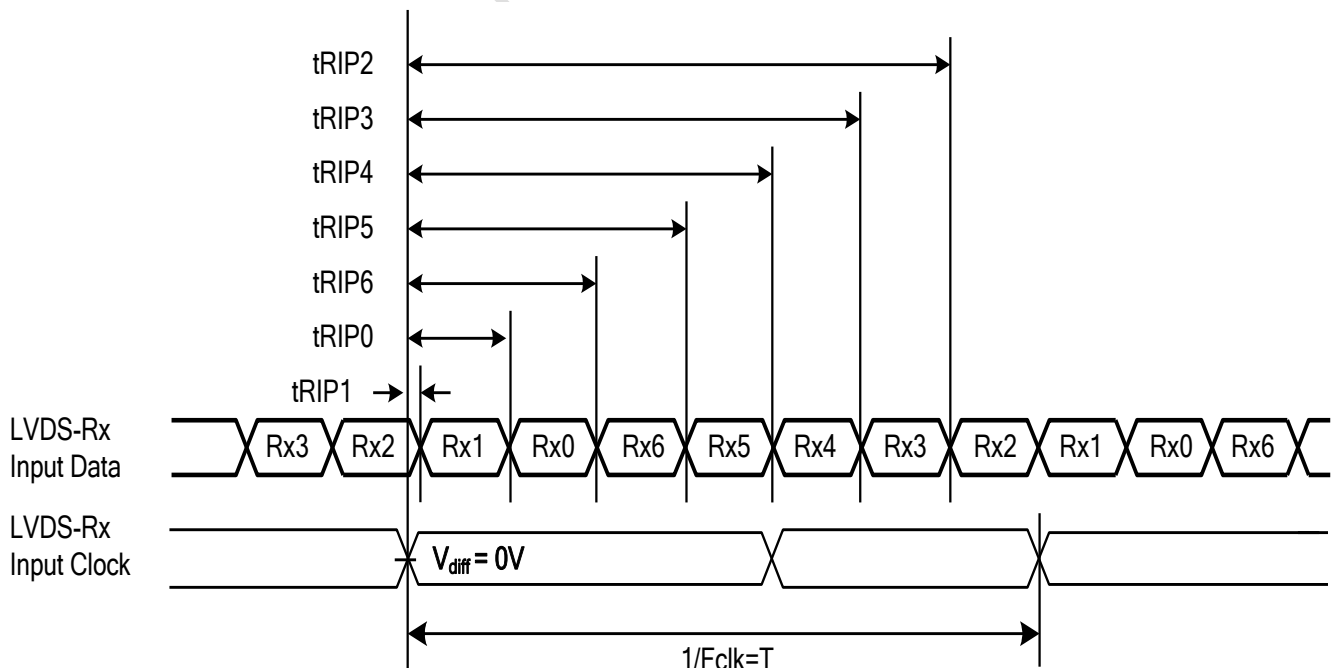 tRIP2
tRIP3
tRIP4
tRIP5
tRIP6
tRIP0
tRIP1
LVDS-Rx
Input Data
Rx3 Rx2 Rx1 Rx0 Rx6 Rx5 Rx4 Rx3 Rx2 Rx1 Rx0 Rx6
LVDS-Rx
Input Clock
Vdiff = 0V
1/Fclk=T